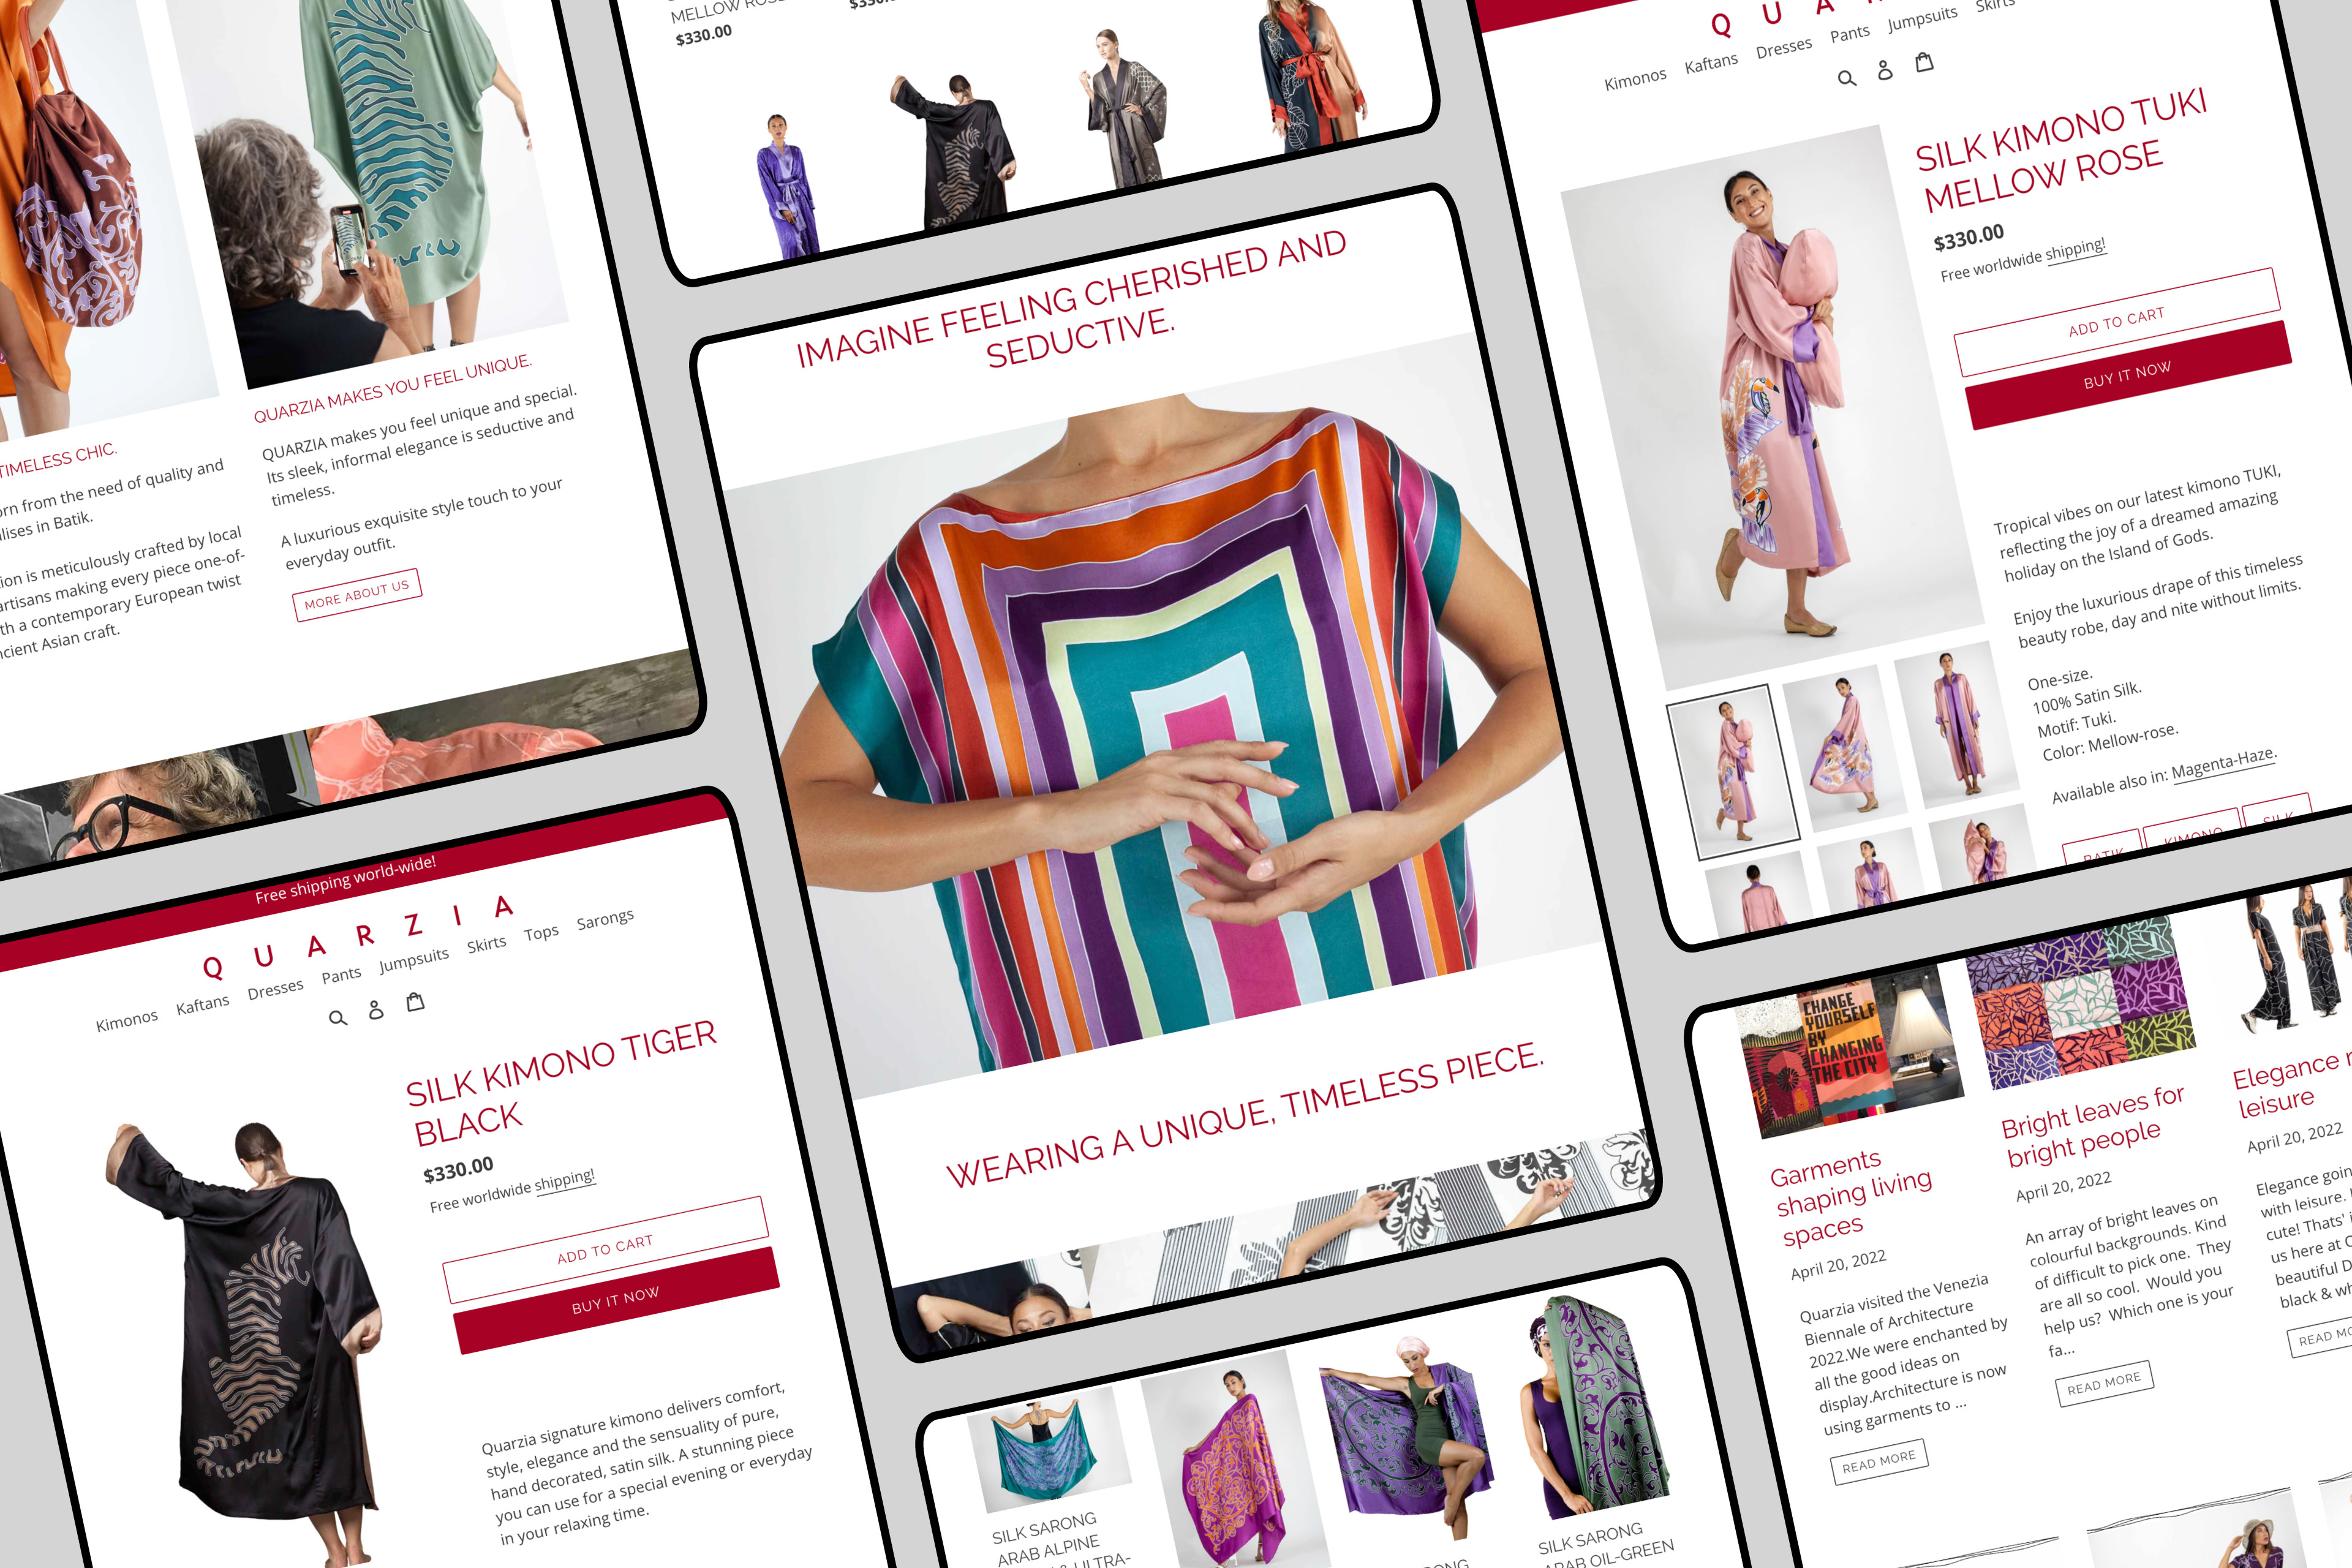 MELLOW ROSE
$330.00
TIMELESS CHIC.
orn from the need of quality and
lises in Batik.
ion is meticulously crafted by local
artisans making every piece one-of-
th a contemporary European twist
ncient Asian craft.
QUARZIA MAKES YOU FEEL UNIQUE.
QUARZIA makes you feel unique and special.
Its sleek, informal elegance is seductive and
timeless.
A luxurious exquisite style touch to your
everyday outfit.
MORE ABOUT US
IMAGINE FEELING CHERISHED AND
SEDUCTIVE.
WEARING A UNIQUE, TIMELESS PIECE.
Kimonos Kaftans Dresses Pants Jumpsuits Skirts
SILK KIMONO TUKI
MELLOW ROSE
$330.00
Free worldwide shipping!
ADD TO CART
BUY IT NOW
Tropical vibes on our latest kimono TUKI,
reflecting the joy of a dreamed amazing
holiday on the Island of Gods.
Enjoy the luxurious drape of this timeless
beauty robe, day and nite without limits.
One-size.
100% Satin Silk.
Motif: Tuki.
Color: Mellow-rose.
Available also in: Magenta-Haze.
BATIK KIMONO SILK
Free shipping world-wide!
QUARZIA
Kimonos Kaftans Dresses Pants Jumpsuits Skirts Tops Sarongs
SILK KIMONO TIGER
BLACK
$330.00
Free worldwide shipping!
ADD TO CART
BUY IT NOW
Quarzia signature kimono delivers comfort,
style, elegance and the sensuality of pure,
hand decorated, satin silk. A stunning piece
you can use for a special evening or everyday
in your relaxing time.
SILK SARONG
ARAB ALPINE
SILK SARONG
ARAB OIL-GREEN
CHANGE
YOURSELF
BY
CHANGING
THE CITY
Garments
shaping living
spaces
April 20, 2022
Quarzia visited the Venezia
Biennale of Architecture
2022.We were enchanted by
all the good ideas on
display.Architecture is now
using garments to ...
READ MORE
Bright leaves for
bright people
April 20, 2022
An array of bright leaves on
colourful backgrounds. Kind
of difficult to pick one. They
are all so cool. Would you
help us? Which one is your
fa...
READ MORE
Elegance
leisure
April 20, 2022
Elegance goin
with leisure.
cute! Thats'
us here at
beautiful D
black & wh
READ MO